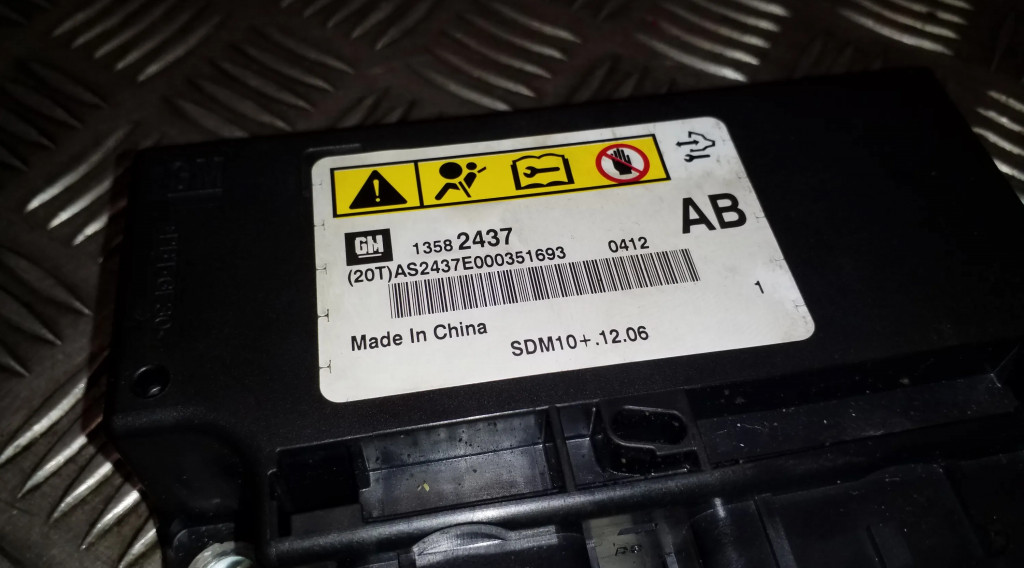 AB
GM 1358 2437
(20T)AS2437E000351693 0412
1
Made In China
SDM10+.12.06